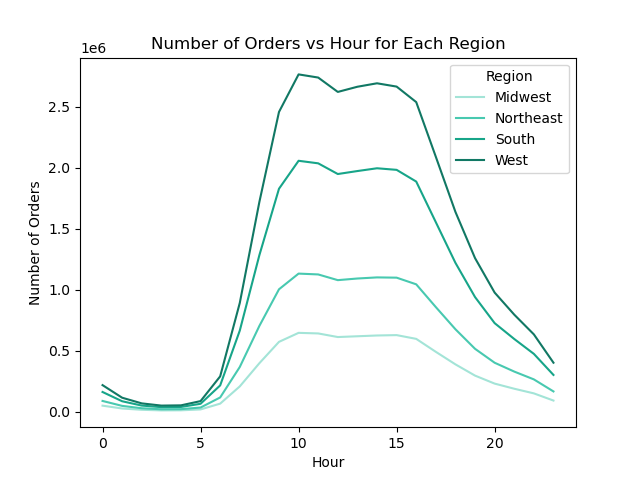 Number of Orders vs Hour for Each Region
1e6
2.5
2.0
1.5
1.0
0.5
0.0
Number of Orders
0 5 10 15 20
Hour
Region
Midwest
Northeast
South
West